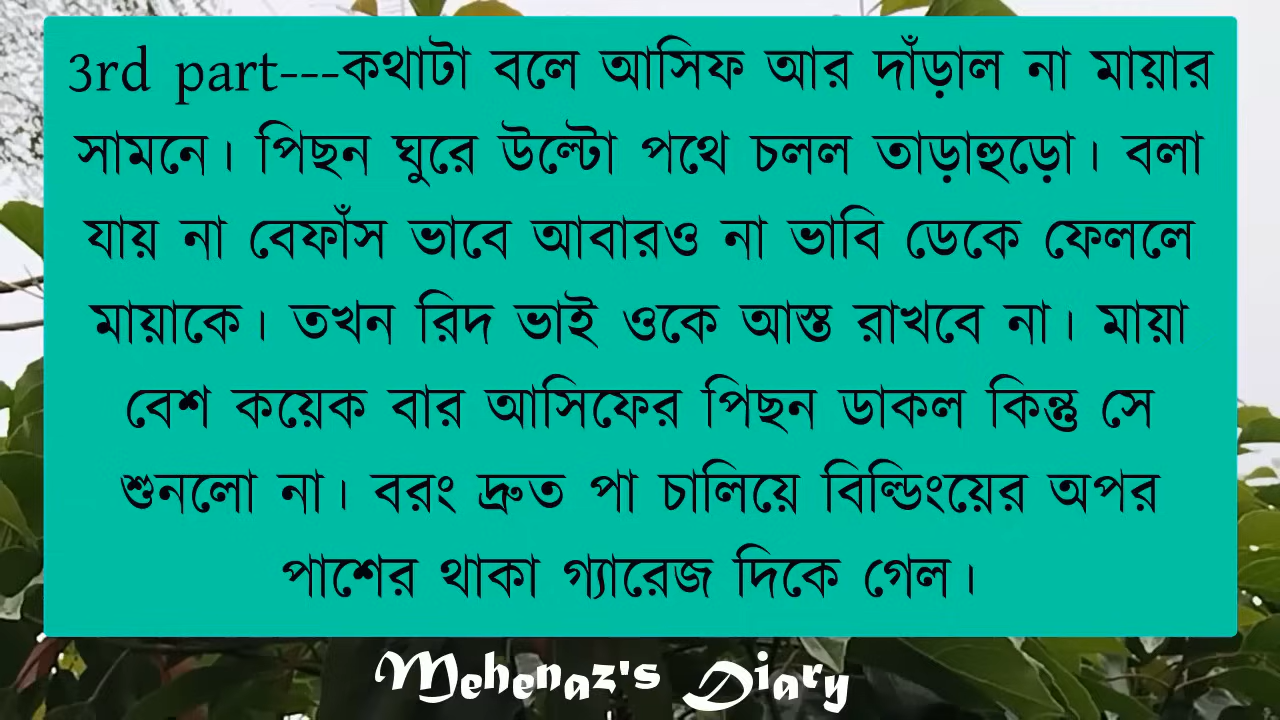 3rd part---কথাটা বলে আসিফ আর দাঁড়াল না মায়ার
সামনে। পিছন ঘুরে উল্টো পথে চলল তাড়াহুড়ো। বলা
যায় না বেফাঁস ভাবে আবারও না ভাবি ডেকে ফেললে
মায়াকে। তখন রিদ ভাই ওকে আস্ত রাখবে না। মায়া
বেশ কয়েক বার আসিফের পিছন ডাকল কিন্তু সে
শুনলো না। বরং দ্রুত পা চালিয়ে বিল্ডিংয়ের অপর
পাশের থাকা গ্যারেজ দিকে গেল।
Mehenaz's Diary